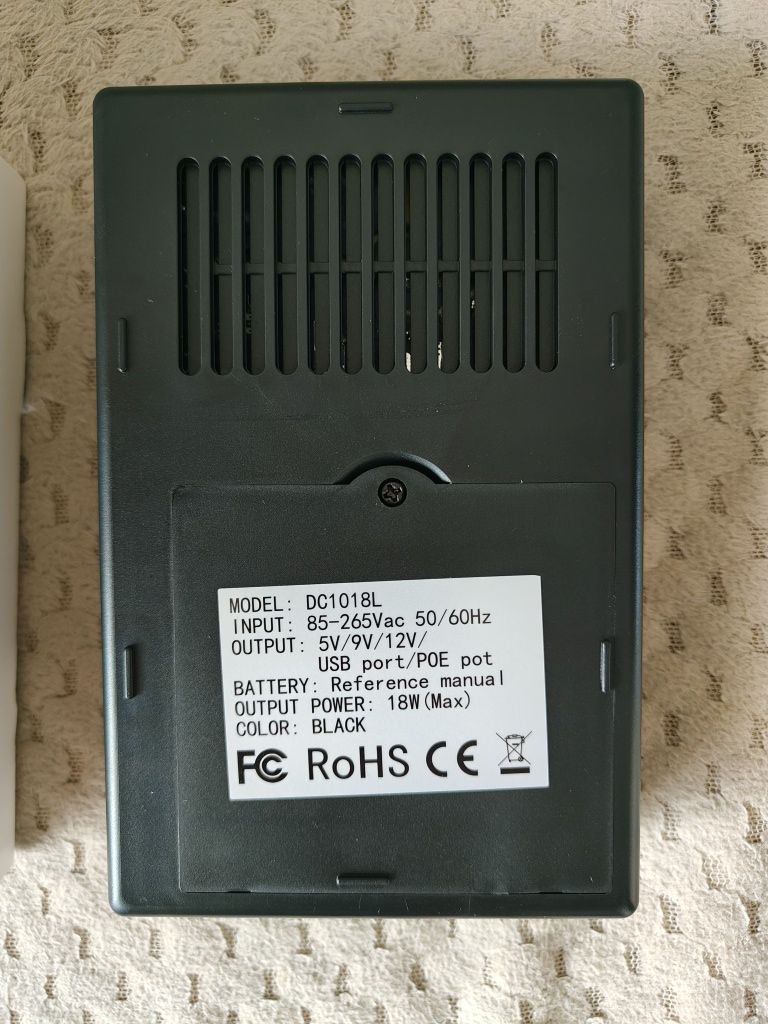 MODEL: DC1018L
INPUT: 85-265Vac 50/60Hz
OUTPUT: 5V/9V/12V/
USB port/POE pot
BATTERY: Reference manual
OUTPUT POWER: 18W(Max)
COLOR: BLACK
FC RoHS CE